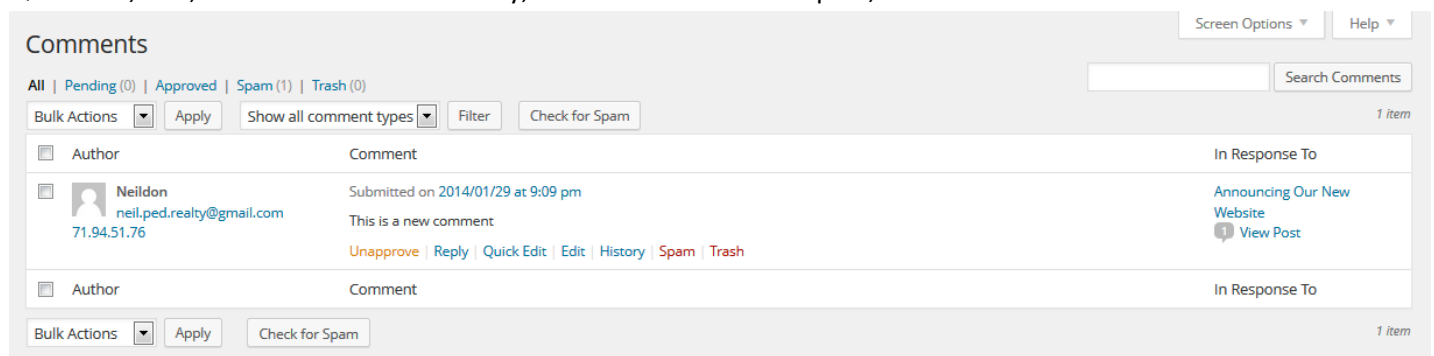 Screen Options Help
Comments
All | Pending (0) | Approved | Spam (1) | Trash (0)
Search Comments
Bulk Actions Apply Show all comment types Filter Check for Spam 1 item
Author Comment In Response To
Neildon Submitted on 2014/01/29 at 9:09 pm Announcing Our New
neil.ped.realty@gmail.com This is a new comment Website
71.94.51.76 1 View Post
Unapprove | Reply | Quick Edit | Edit | History | Spam | Trash
Author Comment In Response To
Bulk Actions Apply Check for Spam 1 item